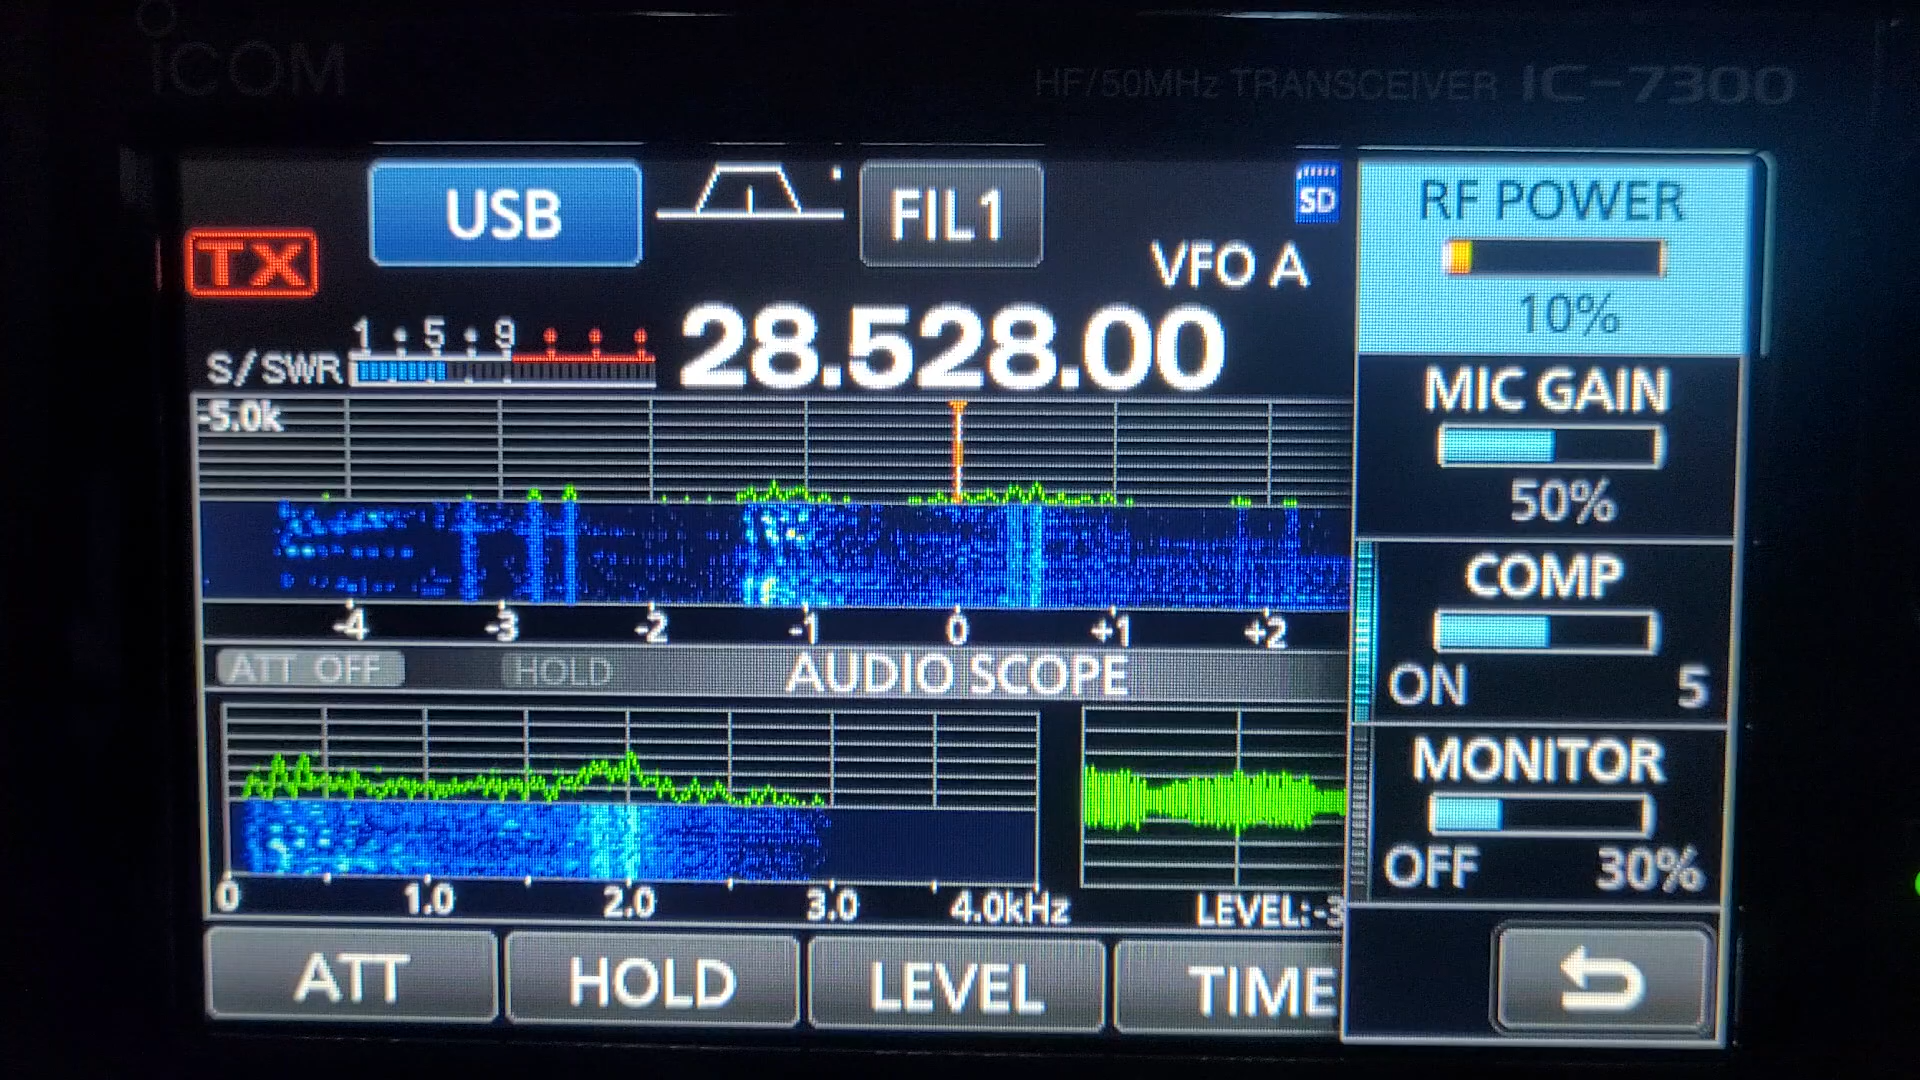 ICOM
HF/50MHz TRANSCEIVER IC-7300
USB
FIL1
SD
TX
VFO A
1 • 5 • 9
S/SWR
28.528.00
-5.0k
-4 -3 -2 -1 0 +1 +2
ATT OFF
HOLD
AUDIO SCOPE
0 1.0 2.0 3.0 4.0kHz
LEVEL:-3
ATT
HOLD
LEVEL
TIME
RF POWER
10%
MIC GAIN
50%
COMP
ON 5
MONITOR
OFF 30%